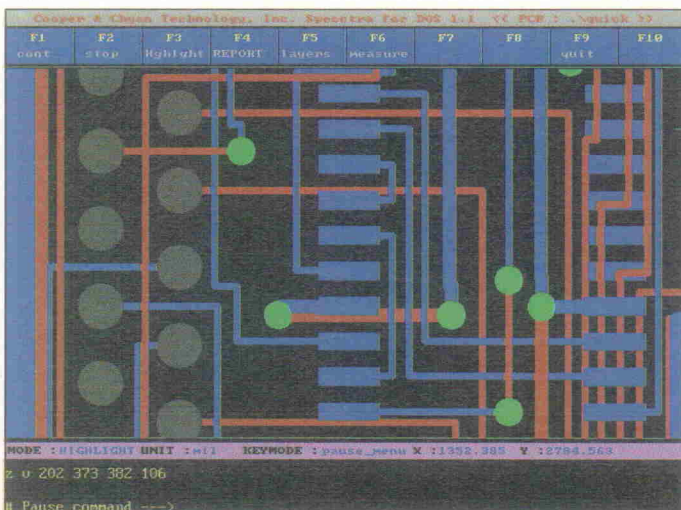 Cooper & Chyan Technology, Inc. Spectra for DOS 1.1 << PCB : .\quick >>
F1 F2 F3 F4 F5 F6 F7 F8 F9 F10
cont stop Hghlight REPORT layers measure quit
MODE :HIGHLIGHT UNIT :mil KEYMODE :pause_menu X :1352.385 Y :2784.563
z v 202 373 382 106
# Pause command --->